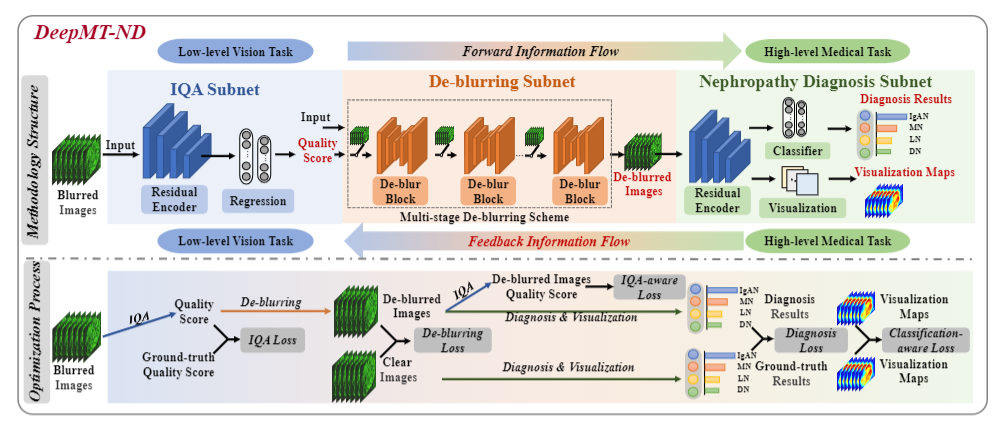 DeepMT-ND
Low-level Vision Task
Forward Information Flow
High-level Medical Task
Methodology Structure
IQA Subnet
De-blurring Subnet
Nephropathy Diagnosis Subnet
Blurred
Images
Input
Residual
Encoder
Regression
Input
Quality
Score
De-blur
Block
De-blur
Block
De-blur
Block
Multi-stage De-blurring Scheme
De-blurred
Images
Residual
Encoder
Classifier
Visualization
Diagnosis Results
IgAN
MN
LN
DN
Visualization Maps
Low-level Vision Task
Feedback Information Flow
High-level Medical Task
Optimization Process
Blurred
Images
IQA
Quality
Score
Ground-truth
Quality Score
IQA Loss
De-blurring
De-blurred
Images
Clear
Images
De-blurring
Loss
IQA
De-blurred Images
Quality Score
IQA-aware
Loss
Diagnosis & Visualization
Diagnosis & Visualization
IgAN
MN
LN
DN
IgAN
MN
LN
DN
Diagnosis
Results
Ground-truth
Results
Diagnosis
Loss
Visualization
Maps
Visualization
Maps
Classification-
aware Loss